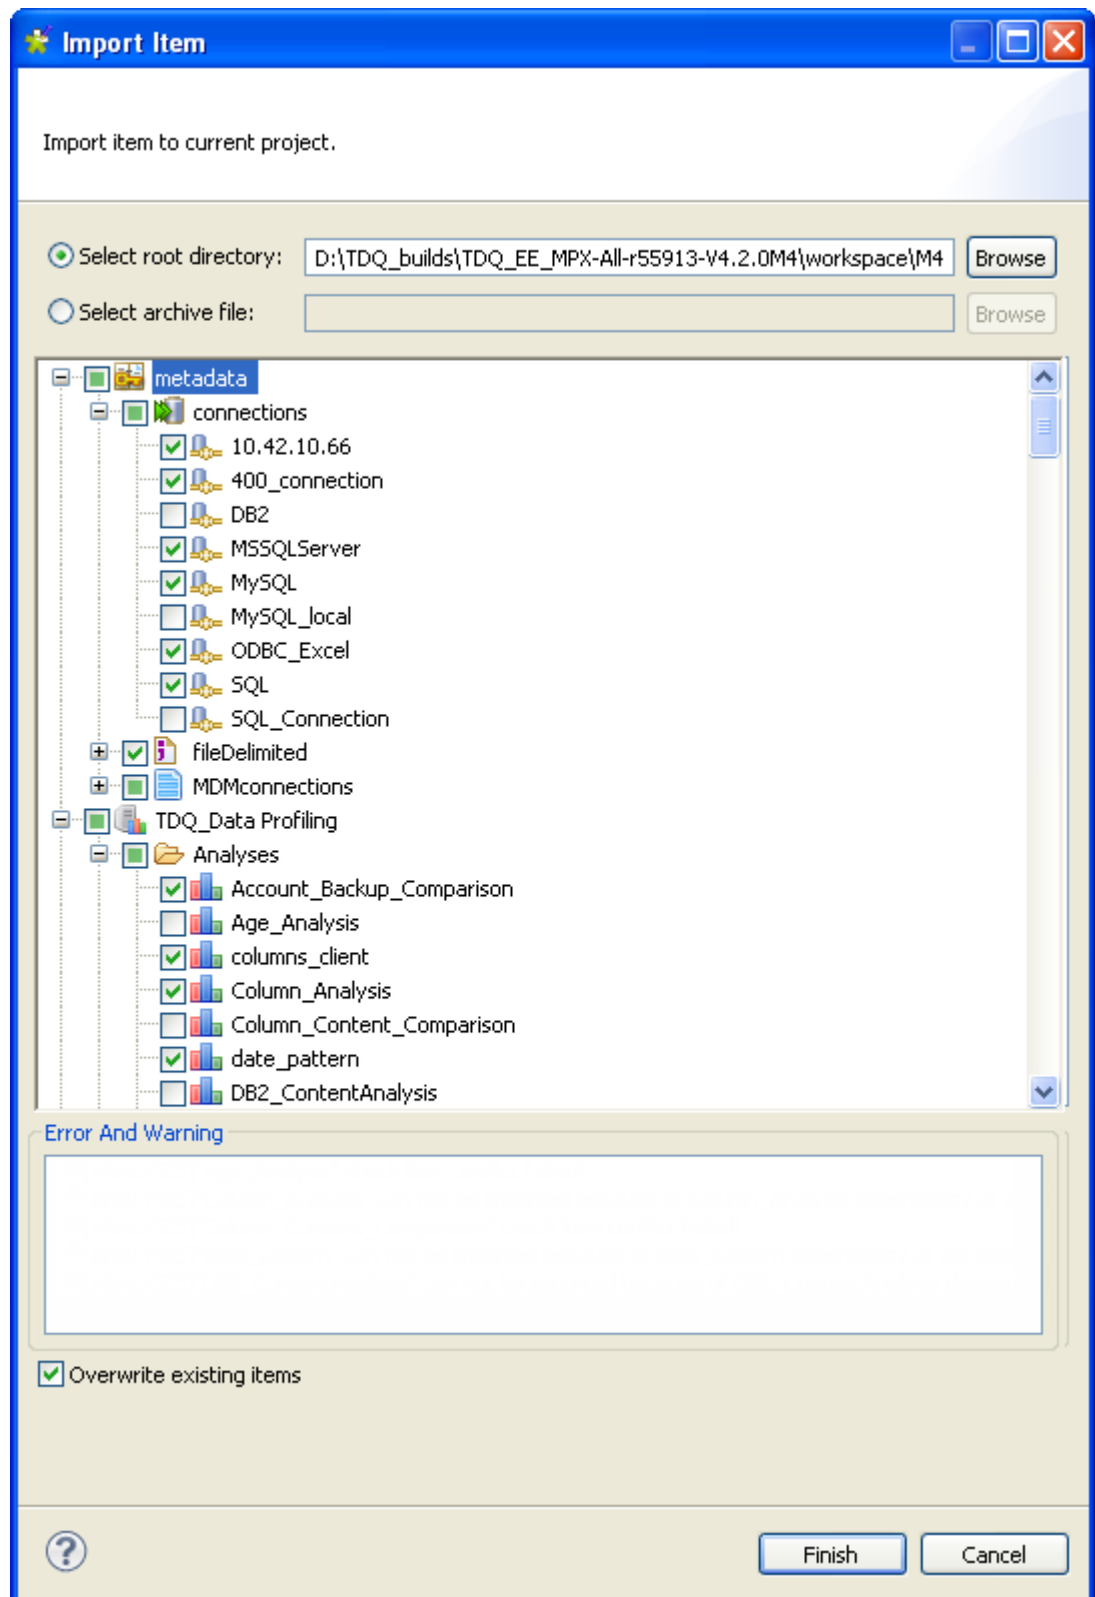 Import Item
Import item to current project.
Select root directory: D:\TDQ_builds\TDQ_EE_MPX-All-r55913-V4.2.0M4\workspace\M4 Browse
Select archive file: Browse
metadata
connections
10.42.10.66
400_connection
DB2
MSSQLServer
MySQL
MySQL_local
ODBC_Excel
SQL
SQL_Connection
fileDelimited
MDMconnections
TDQ_Data Profiling
Analyses
Account_Backup_Comparison
Age_Analysis
columns_client
Column_Analysis
Column_Content_Comparison
date_pattern
DB2_ContentAnalysis
Error And Warning
Overwrite existing items
? Finish Cancel